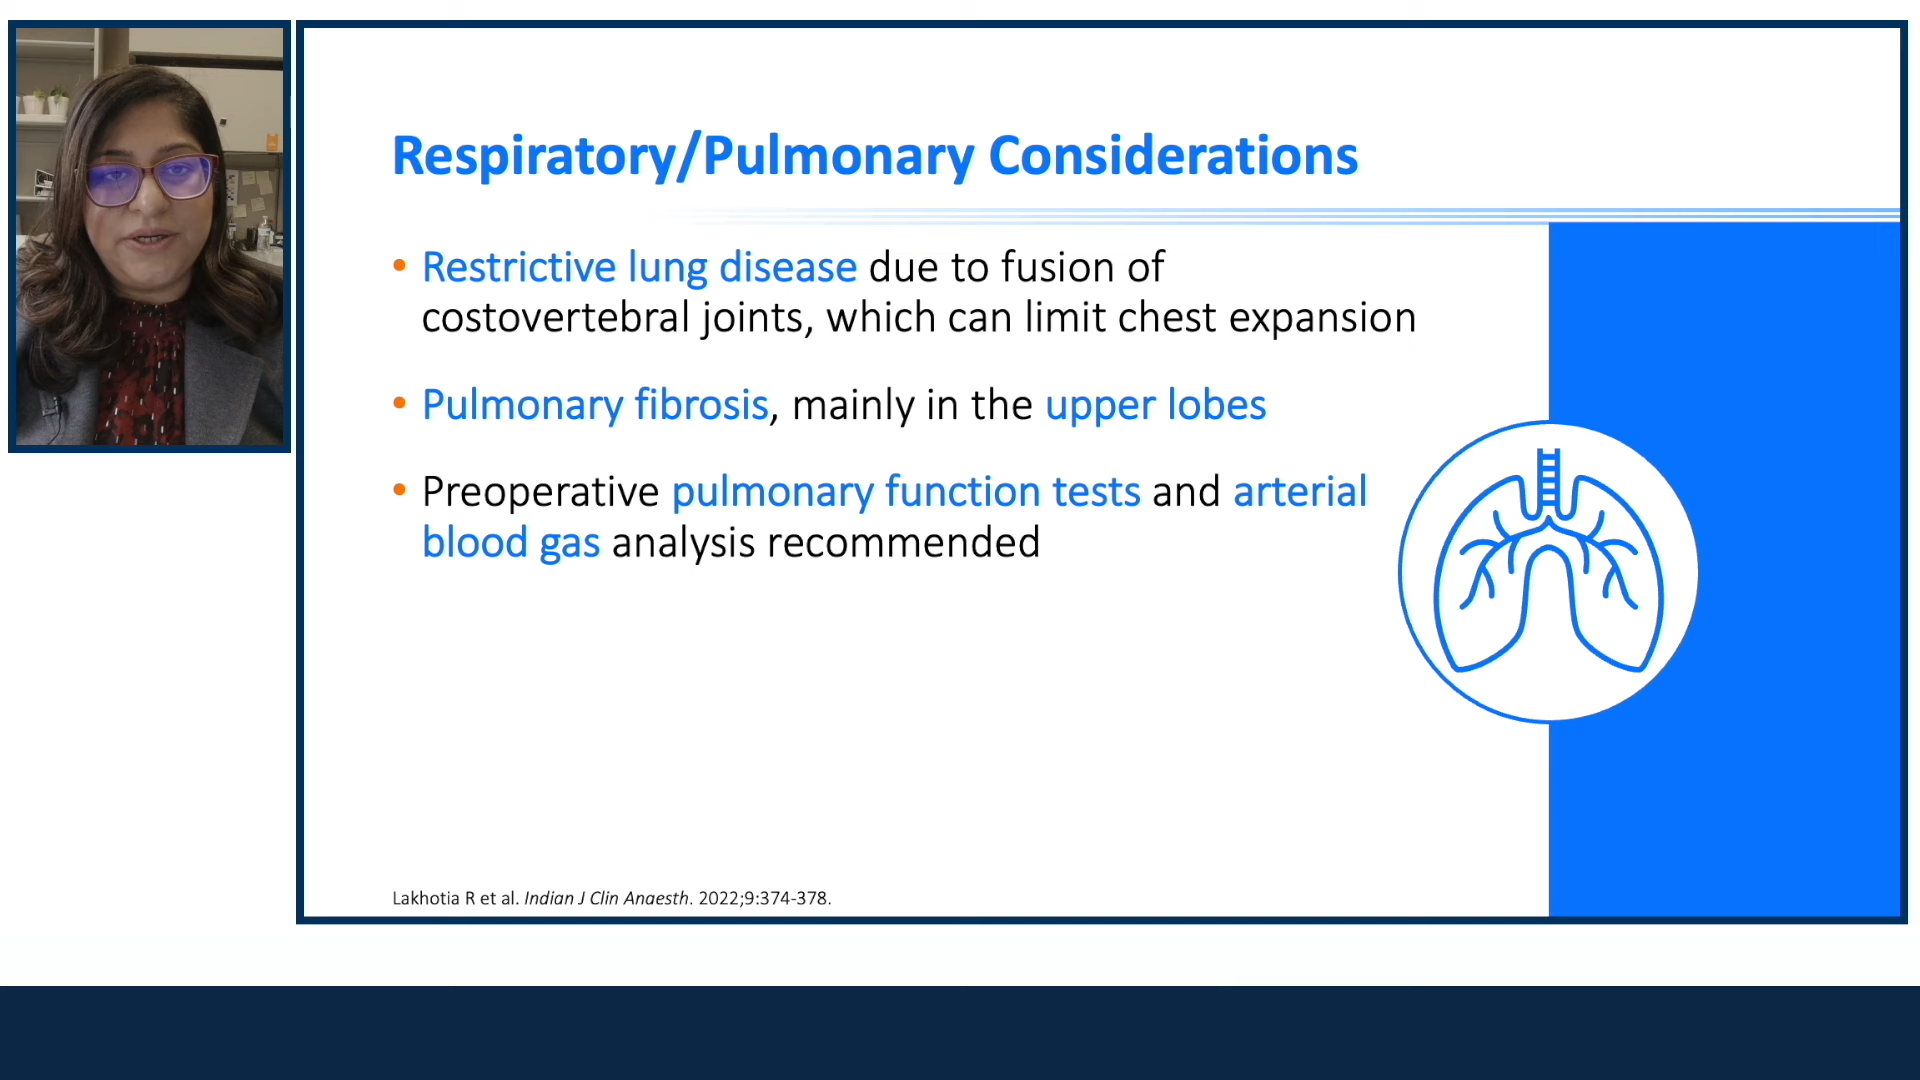 Respiratory/Pulmonary Considerations
• Restrictive lung disease due to fusion of
costovertebral joints, which can limit chest expansion
• Pulmonary fibrosis, mainly in the upper lobes
• Preoperative pulmonary function tests and arterial
blood gas analysis recommended
Lakhotia R et al. Indian J Clin Anaesth. 2022;9:374-378.